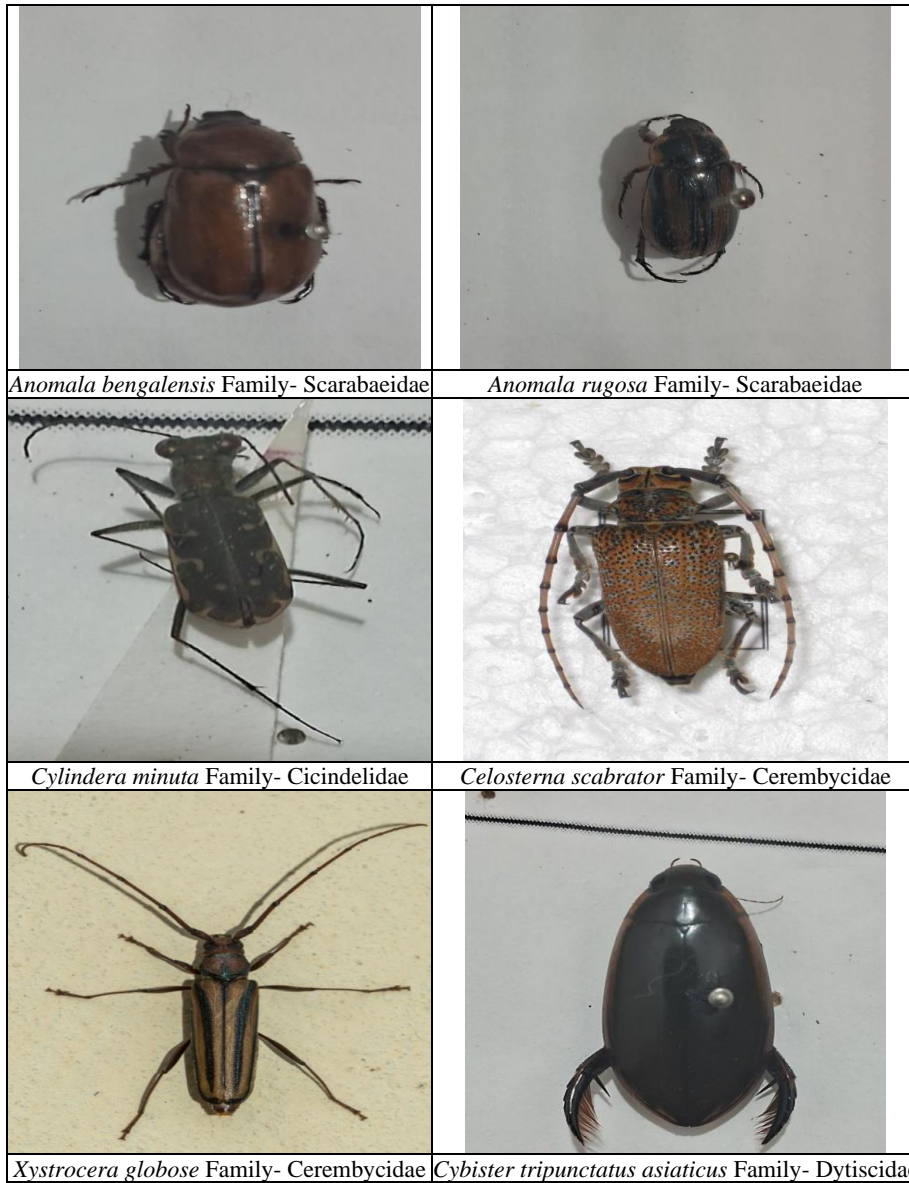 Anomala bengalensis Family- Scarabaeidae
Anomala rugosa Family- Scarabaeidae
Cylindera minuta Family- Cicindelidae
Celosterna scabrator Family- Cerembycidae
Xystrocera globose Family- Cerembycidae
Cybister tripunctatus asiaticus Family- Dytiscida